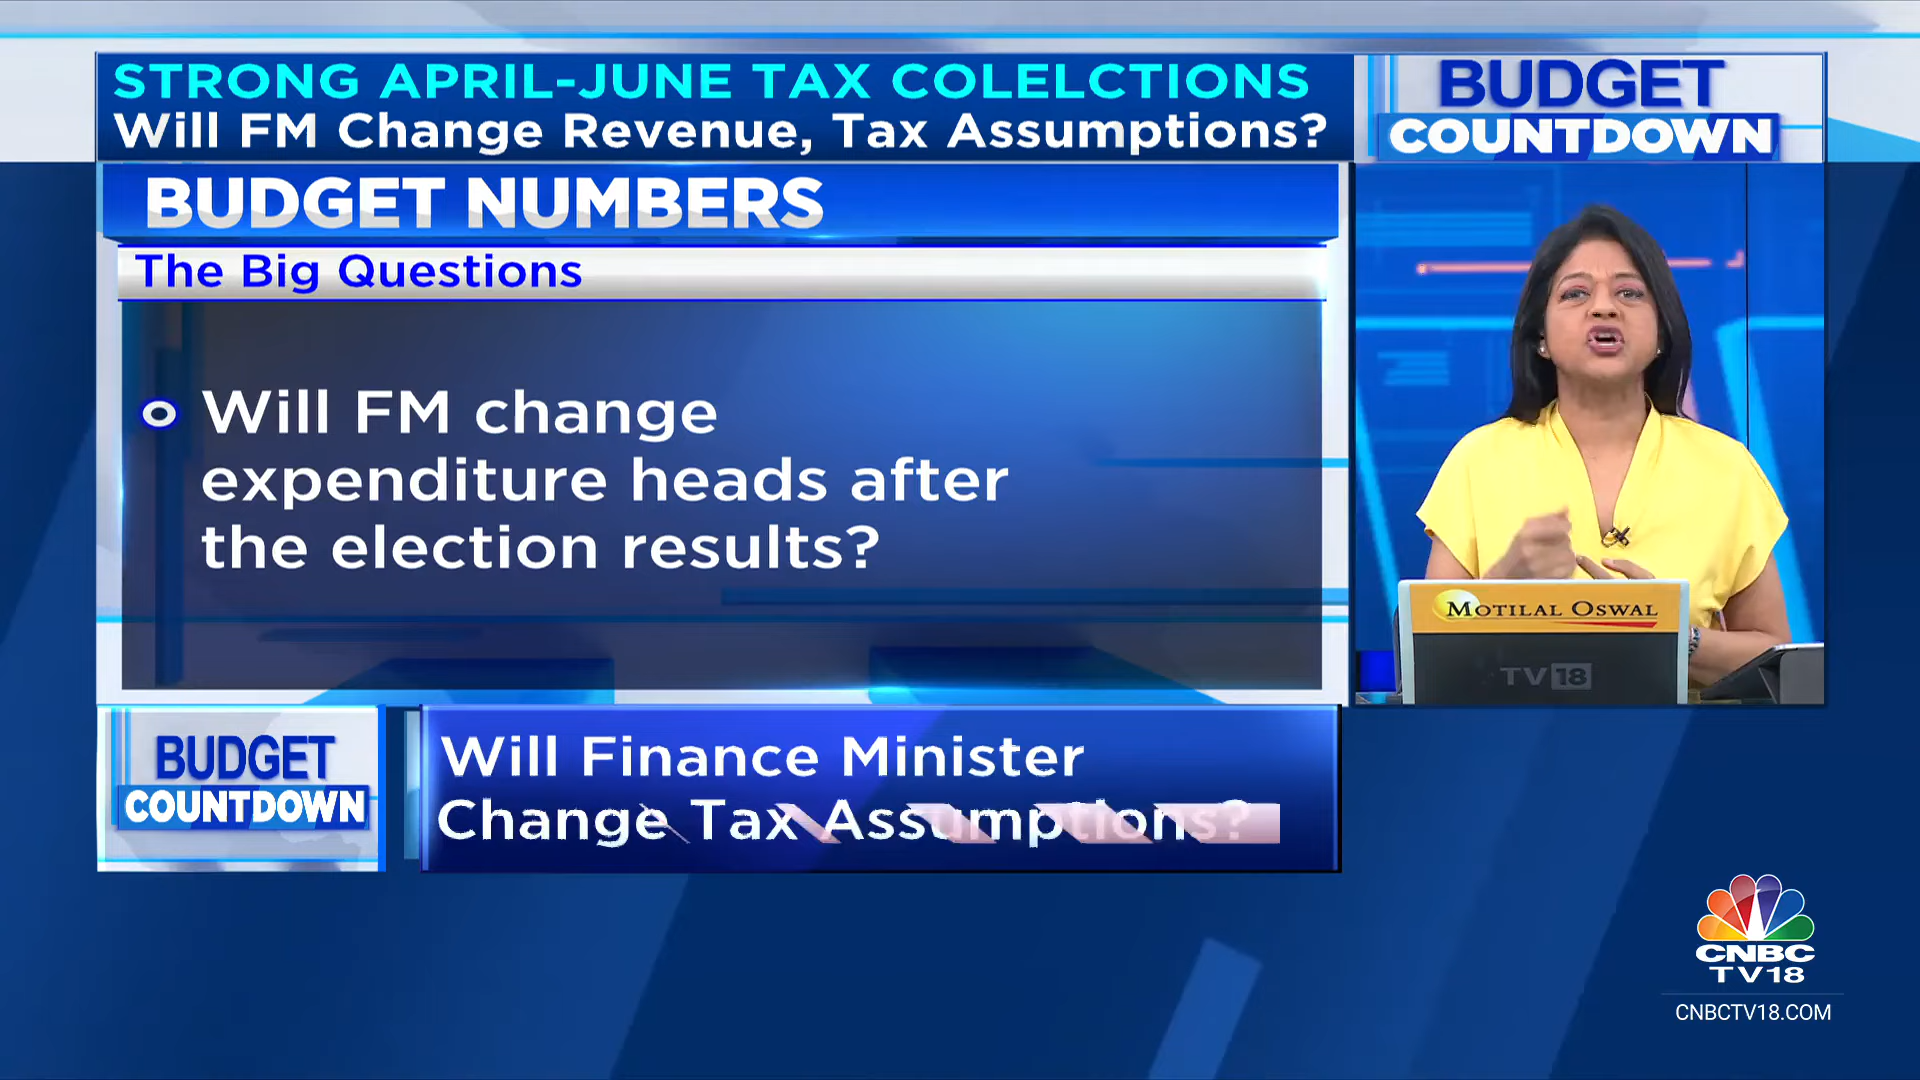 STRONG APRIL-JUNE TAX COLELCTIONS
Will FM Change Revenue, Tax Assumptions?
BUDGET
COUNTDOWN
BUDGET NUMBERS
The Big Questions
Will FM change
expenditure heads after
the election results?
MOTILAL OSWAL
TV18
BUDGET
COUNTDOWN
Will Finance Minister
Change Tax Assumptions?
CNBC
TV18
CNBCTV18.COM